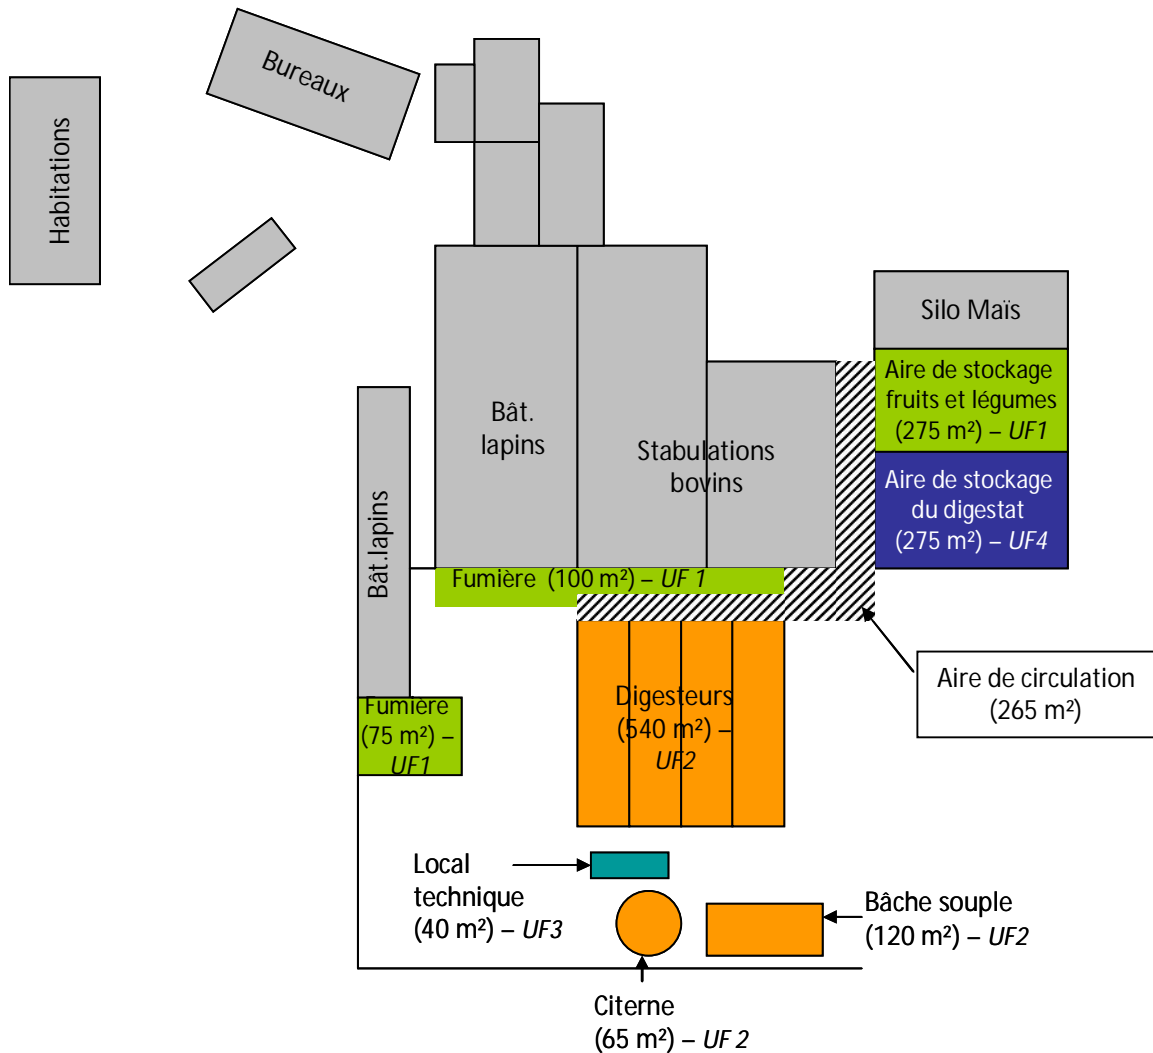 Bureaux
Habitations
Silo Maïs
Aire de stockage
fruits et légumes
(275 m²) – UF1
Bât.
lapins
Stabulations
bovins
Aire de stockage
du digestat
(275 m²) – UF4
Bât.lapins
Fumière (100 m²) – UF 1
Aire de circulation
(265 m²)
Fumière
(75 m²) –
UF1
Digesteurs
(540 m²) –
UF2
Local
technique
(40 m²) – UF3
Bâche souple
(120 m²) – UF2
Citerne
(65 m²) – UF 2